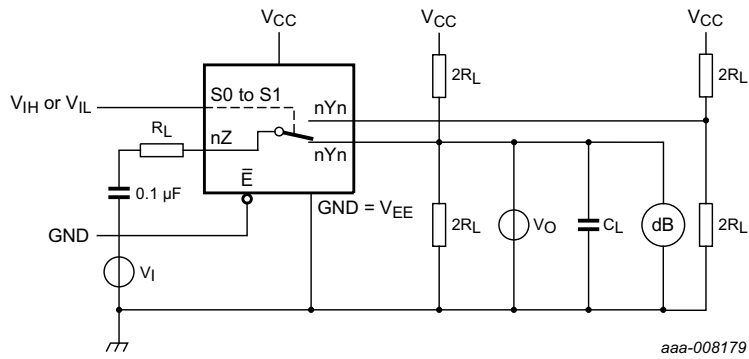 VCC
VCC
VCC
2RL
2RL
VIH or VIL
S0 to S1
nYn
RL
nZ
nYn
E̅
0.1 µF
GND = VEE
GND
2RL
VO
CL
dB
2RL
VI
aaa-008179